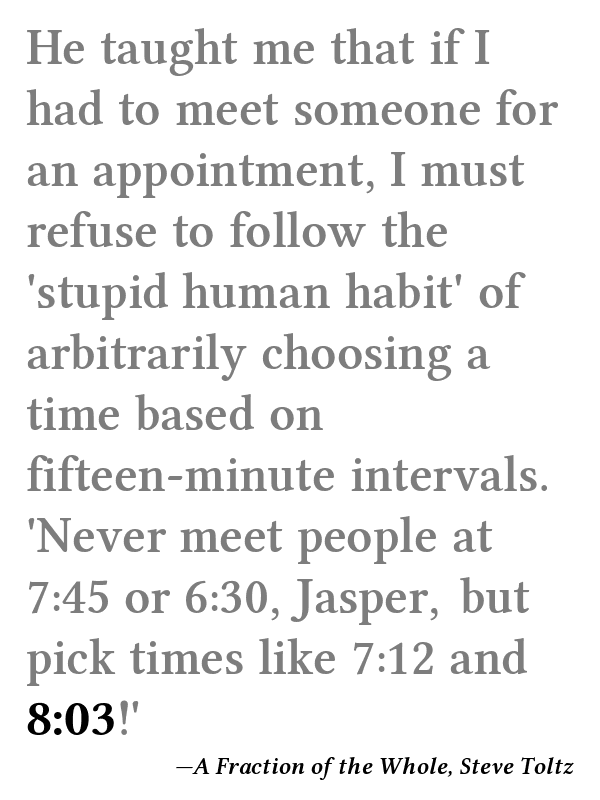 He taught me that if I
had to meet someone for
an appointment, I must
refuse to follow the
'stupid human habit' of
arbitrarily choosing a
time based on
fifteen-minute intervals.
'Never meet people at
7:45 or 6:30, Jasper, but
pick times like 7:12 and
8:03!'
—A Fraction of the Whole, Steve Toltz